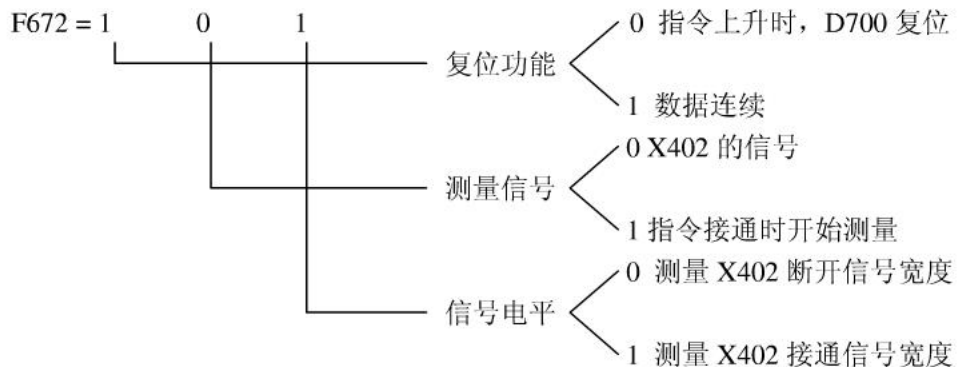 F672 = 1 0 1
0 指令上升时，D700 复位
复位功能
1 数据连续
0 X402 的信号
测量信号
1 指令接通时开始测量
0 测量 X402 断开信号宽度
信号电平
1 测量 X402 接通信号宽度